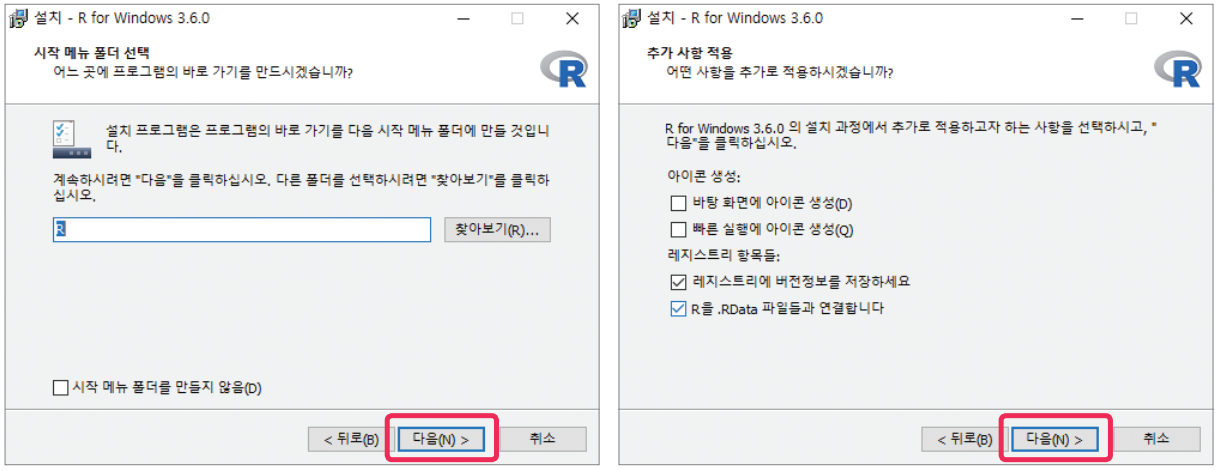 설치 - R for Windows 3.6.0
시작 메뉴 폴더 선택
어느 곳에 프로그램의 바로 가기를 만드시겠습니까?
R
설치 프로그램은 프로그램의 바로 가기를 다음 시작 메뉴 폴더에 만들 것입니
다.
계속하시려면 "다음"을 클릭하십시오. 다른 폴더를 선택하시려면 "찾아보기"를 클릭하
십시오.
R
찾아보기(R)...
시작 메뉴 폴더를 만들지 않음(D)
< 뒤로(B)
다음(N) >
취소
설치 - R for Windows 3.6.0
추가 사항 적용
어떤 사항을 추가로 적용하시겠습니까?
R
R for Windows 3.6.0 의 설치 과정에서 추가로 적용하고자 하는 사항을 선택하시고, "
다음"을 클릭하십시오.
아이콘 생성:
바탕 화면에 아이콘 생성(D)
빠른 실행에 아이콘 생성(Q)
레지스트리 항목들:
레지스트리에 버전정보를 저장하세요
R을 .RData 파일들과 연결합니다
< 뒤로(B)
다음(N) >
취소